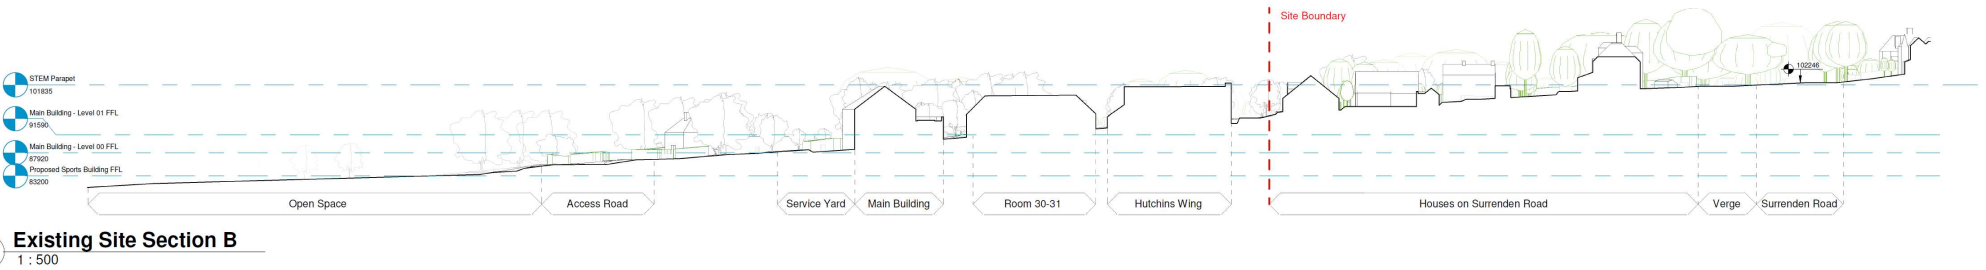 Site Boundary
STEM Parapet
101835
102246
Main Building - Level 01 FFL
91590
Main Building - Level 00 FFL
87920
Proposed Sports Building FFL
83200
Open Space
Access Road
Service Yard
Main Building
Room 30-31
Hutchins Wing
Houses on Surrenden Road
Verge
Surrenden Road
Existing Site Section B
1 : 500